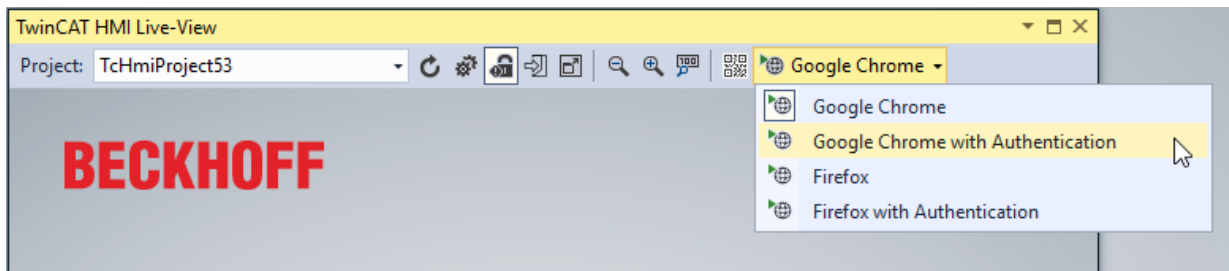 TwinCAT HMI Live-View
Project: TcHmiProject53 100 Google Chrome
Google Chrome
BECKHOFF
Google Chrome with Authentication
Firefox
Firefox with Authentication